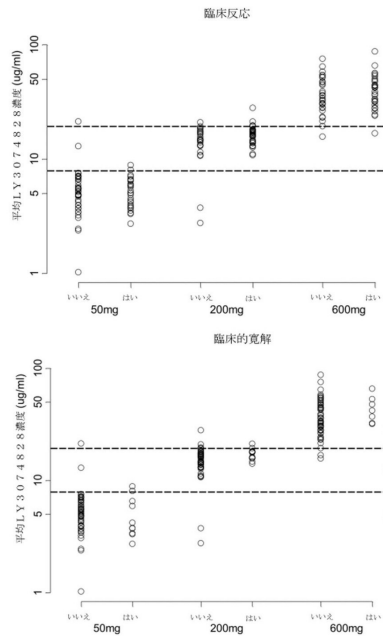 臨床反応
平均LY3074828濃度 (ug/ml)
100
50
10
5
1
いいえ はい いいえ はい いいえ はい
50mg 200mg 600mg
臨床的寛解
平均LY3074828濃度 (ug/ml)
100
50
10
5
1
いいえ はい いいえ はい いいえ はい
50mg 200mg 600mg